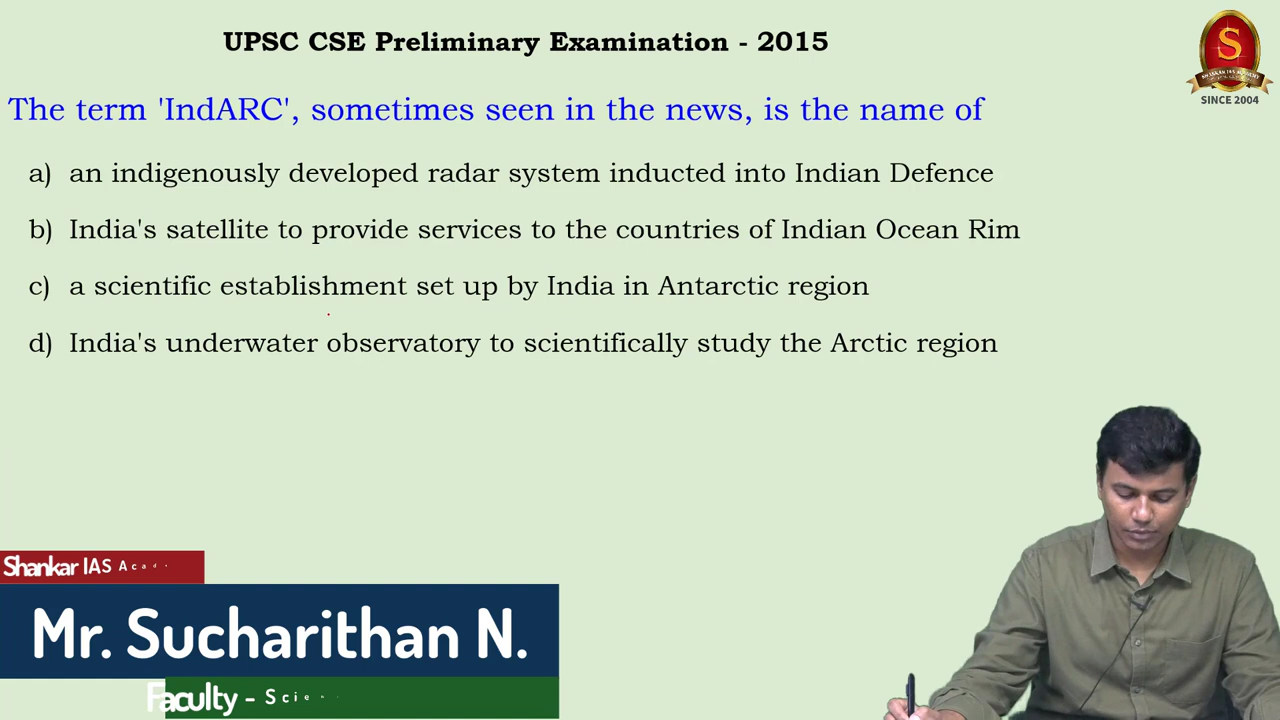 UPSC CSE Preliminary Examination - 2015
S
SINCE 2004
The term 'IndARC', sometimes seen in the news, is the name of
a) an indigenously developed radar system inducted into Indian Defence
b) India's satellite to provide services to the countries of Indian Ocean Rim
c) a scientific establishment set up by India in Antarctic region
d) India's underwater observatory to scientifically study the Arctic region
Shankar IAS Acad
Mr. Sucharithan N.
Faculty - Scien